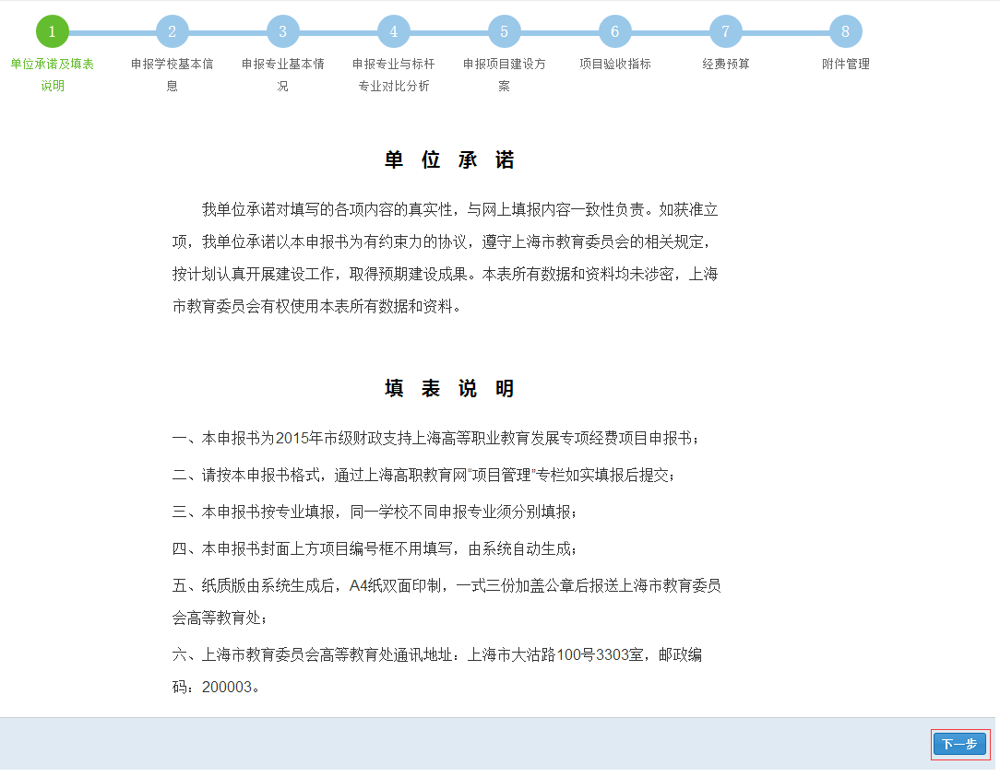 1 2 3 4 5 6 7 8
单位承诺及填表 申报学校基本信 申报专业基本情 申报专业与标杆 申报项目建设方 项目验收指标 经费预算 附件管理
说明 息 况 专业对比分析 案
单 位 承 诺
我单位承诺对填写的各项内容的真实性，与网上填报内容一致性负责。如获准立
项，我单位承诺以本申报书为有约束力的协议，遵守上海市教育委员会的相关规定，
按计划认真开展建设工作，取得预期建设成果。本表所有数据和资料均未涉密，上海
市教育委员会有权使用本表所有数据和资料。
填 表 说 明
一、本申报书为2015年市级财政支持上海高等职业教育发展专项经费项目申报书；
二、请按本申报书格式，通过上海高职教育网“项目管理”专栏如实填报后提交；
三、本申报书按专业填报，同一学校不同申报专业须分别填报；
四、本申报书封面上方项目编号框不用填写，由系统自动生成；
五、纸质版由系统生成后，A4纸双面印制，一式三份加盖公章后报送上海市教育委员
会高等教育处；
六、上海市教育委员会高等教育处通讯地址：上海市大沽路100号3303室，邮政编
码：200003。
下一步